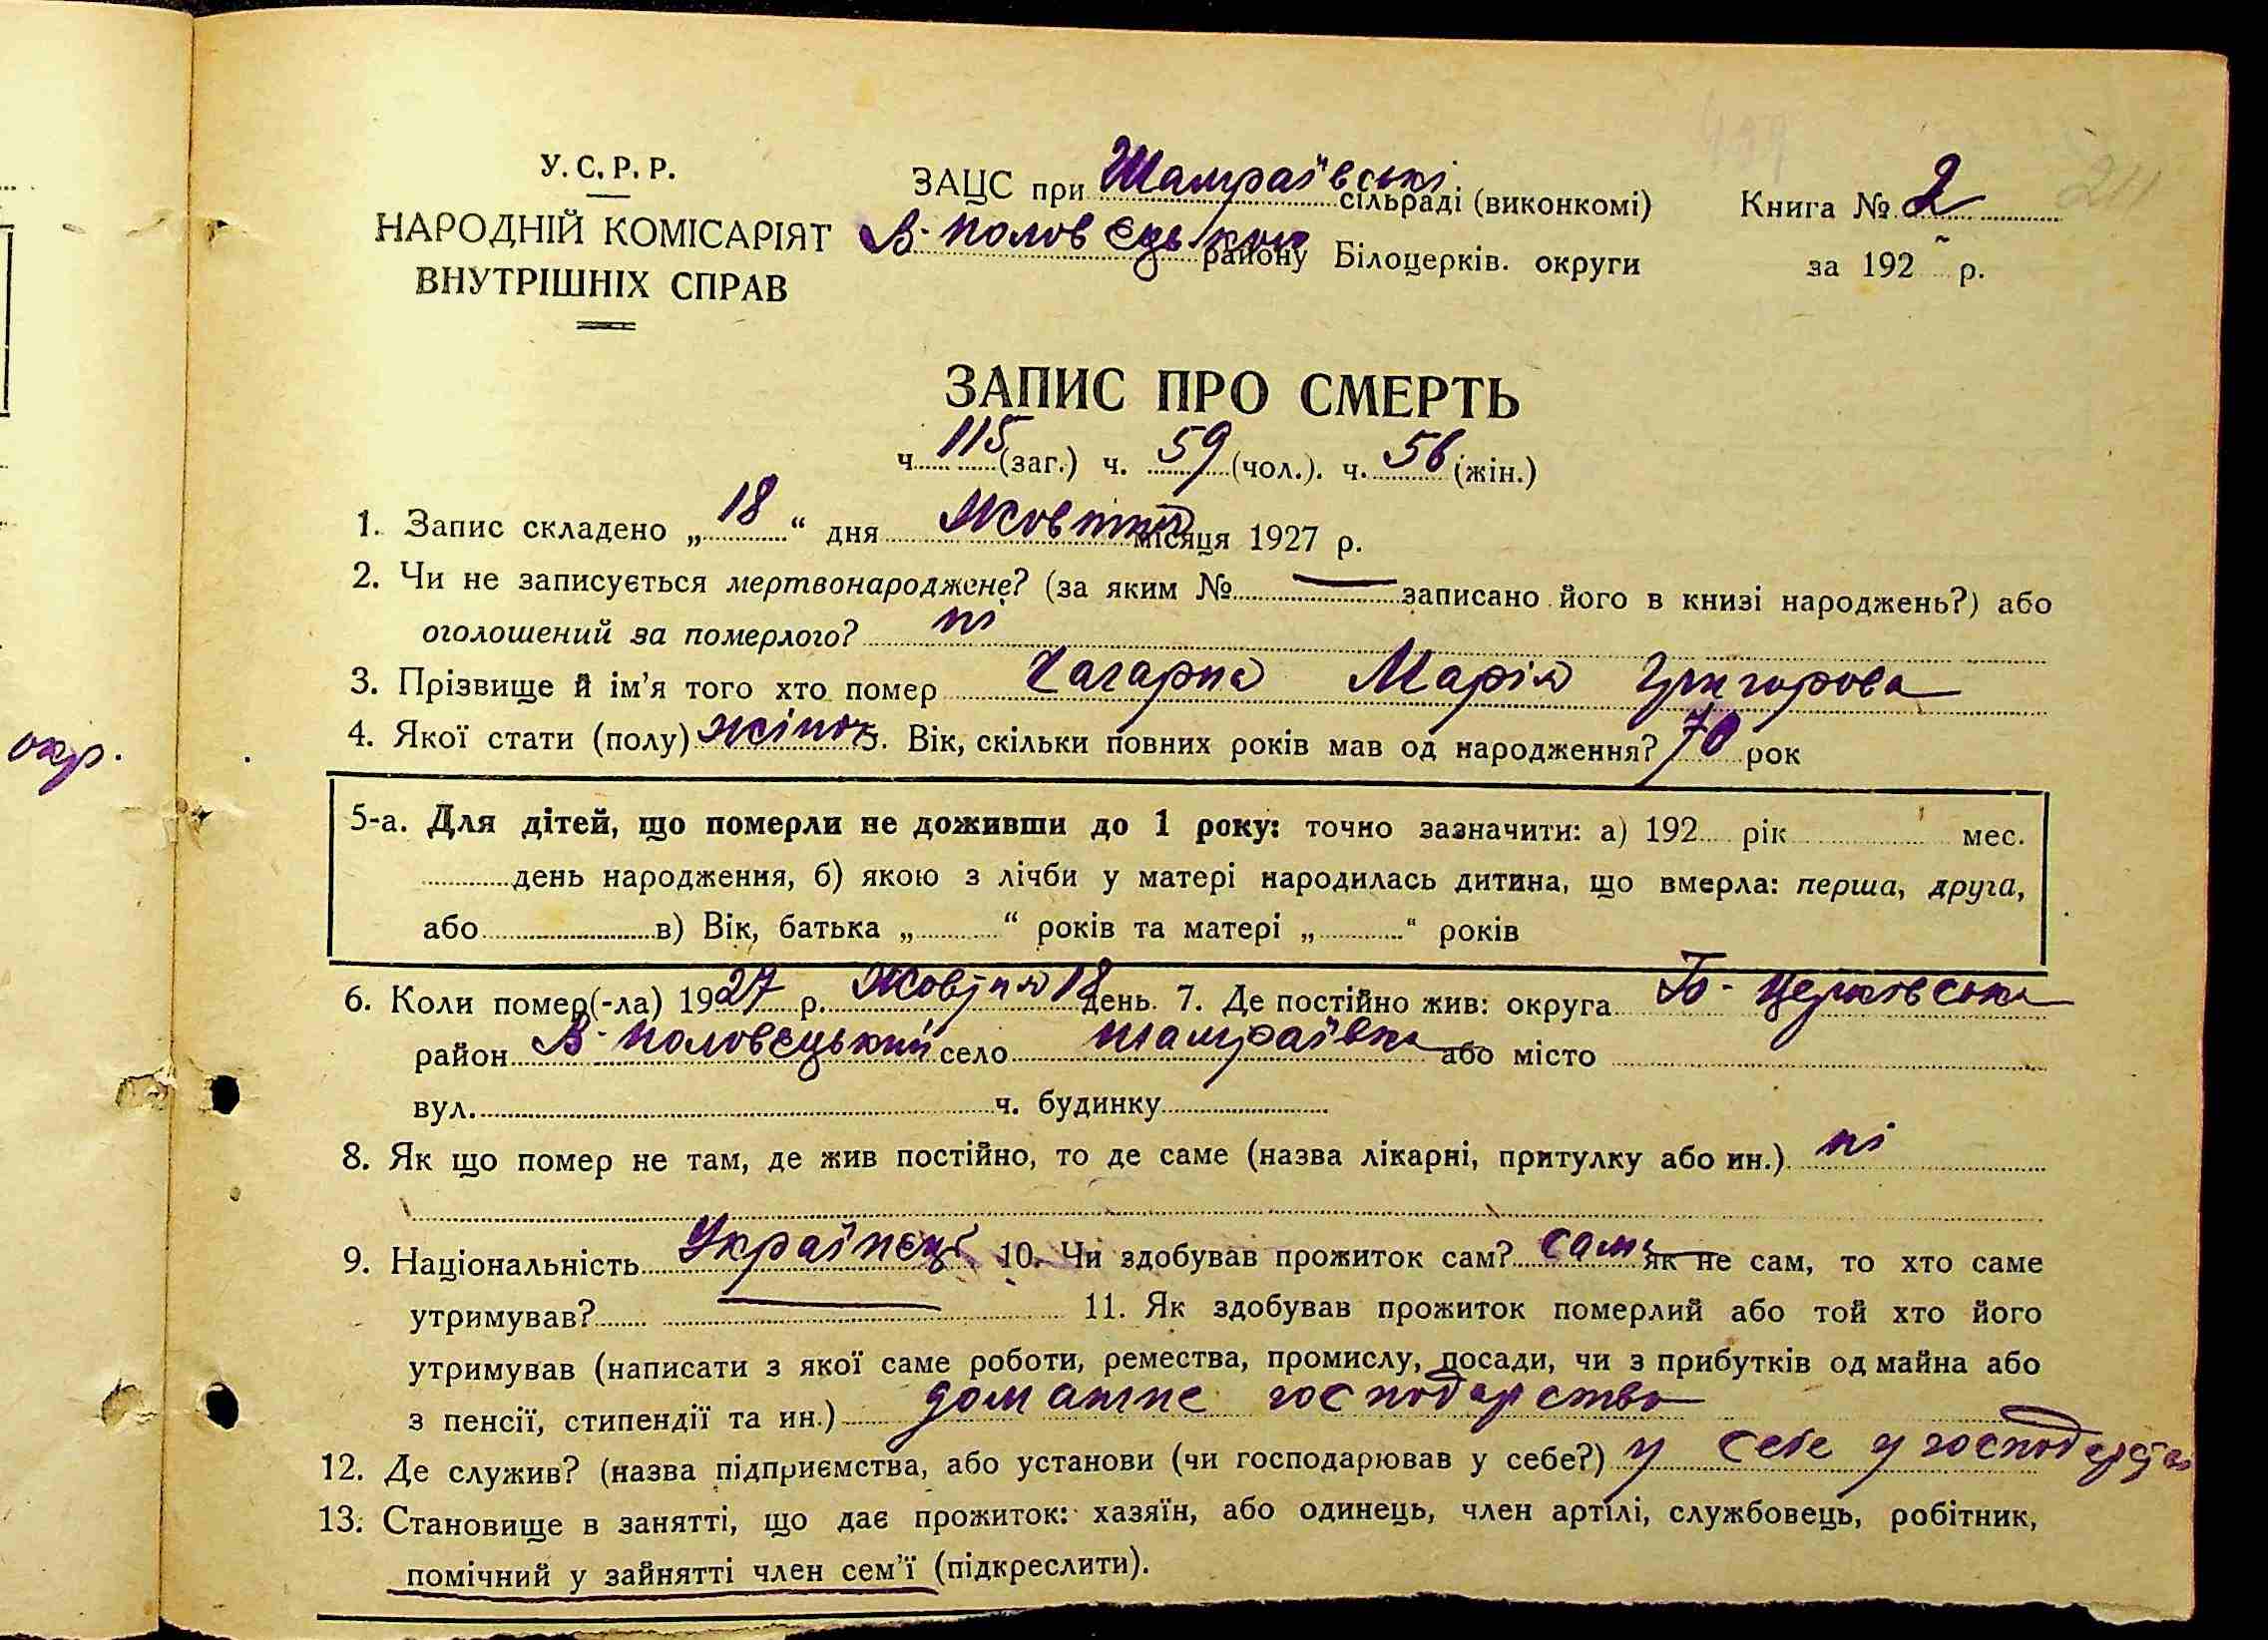 У. С. Р. Р.
НАРОДНІЙ КОМІСАРІЯТ
ВНУТРІШНІХ СПРАВ
ЗАЦС при Шамраївські сільраді (виконкомі)
В-Половецьком району Білоцерків. округи
Книга № 2
за 192 р.
24
ЗАПИС ПРО СМЕРТЬ
ч. 115 (заг.) ч. 59 (чол.). ч. 56 (жін.)
1. Запис складено „ 18 “ дня Жовтня місяця 1927 р.
2. Чи не записується мертвонароджене? (за яким № — записано його в книзі народжень?) або
оголошений за померлого? ні
3. Прізвище й ім’я того хто помер Марія Григорова
4. Якої стати (полу) жіноч 5. Вік, скільки повних років мав од народження? 70 рок
5-а. Для дітей, що померли не доживши до 1 року: точно зазначити: а) 192 рік мес.
день народження, б) якою з лічби у матері народилась дитина, що вмерла: перша, друга,
або в) Вік, батька „ “ років та матері „ “ років
окр.
6. Коли помер(-ла) 1927 р. Жовтня 18 день. 7. Де постійно жив: округа Б-Церковська
район В-Половецький село Шамраївка або місто
вул. ч. будинку
8. Як що помер не там, де жив постійно, то де саме (назва лікарні, притулку або ин.) ні
9. Національність Українець 10. Чи здобував прожиток сам? сама як не сам, то хто саме
утримував? — 11. Як здобував прожиток померлий або той хто його
утримував (написати з якої саме роботи, ремества, промислу, посади, чи з прибутків од майна або
з пенсії, стипендії та ин.) домашнє господарство
12. Де служив? (назва підприємства, або установи (чи господарював у себе?) у себе у господарстві
13. Становище в занятті, що дає прожиток: хазяїн, або одинець, член артілі, службовець, робітник,
помічний у зайнятті член сем’ї (підкреслити).